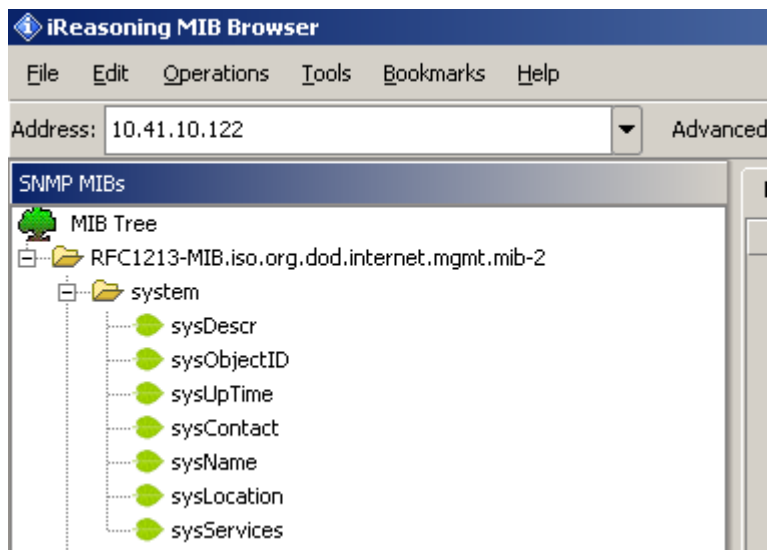 iReasoning MIB Browser
File Edit Operations Tools Bookmarks Help
Address: 10.41.10.122 Advanced
SNMP MIBs
MIB Tree
RFC1213-MIB.iso.org.dod.internet.mgmt.mib-2
system
sysDescr
sysObjectID
sysUpTime
sysContact
sysName
sysLocation
sysServices